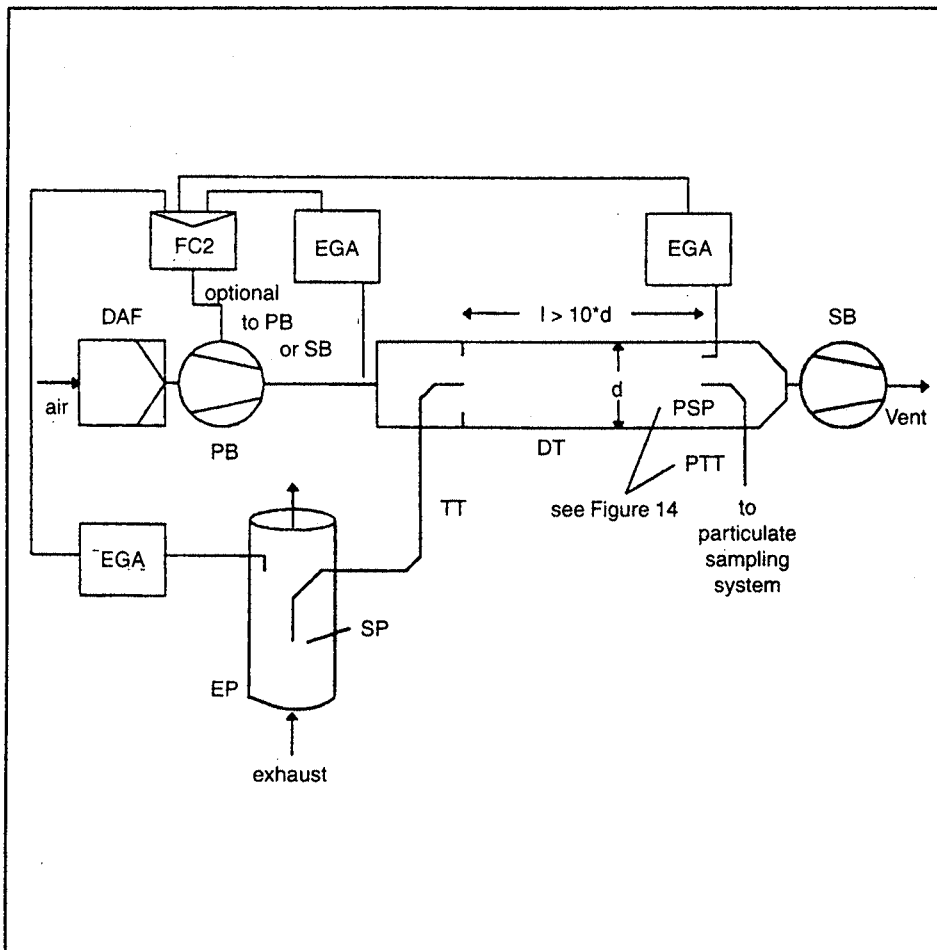 FC2
EGA
EGA
optional
to PB
or SB
DAF
l > 10*d
SB
air
d
PSP
Vent
PB
DT
PTT
TT
see Figure 14
to
particulate
sampling
system
EGA
SP
EP
exhaust